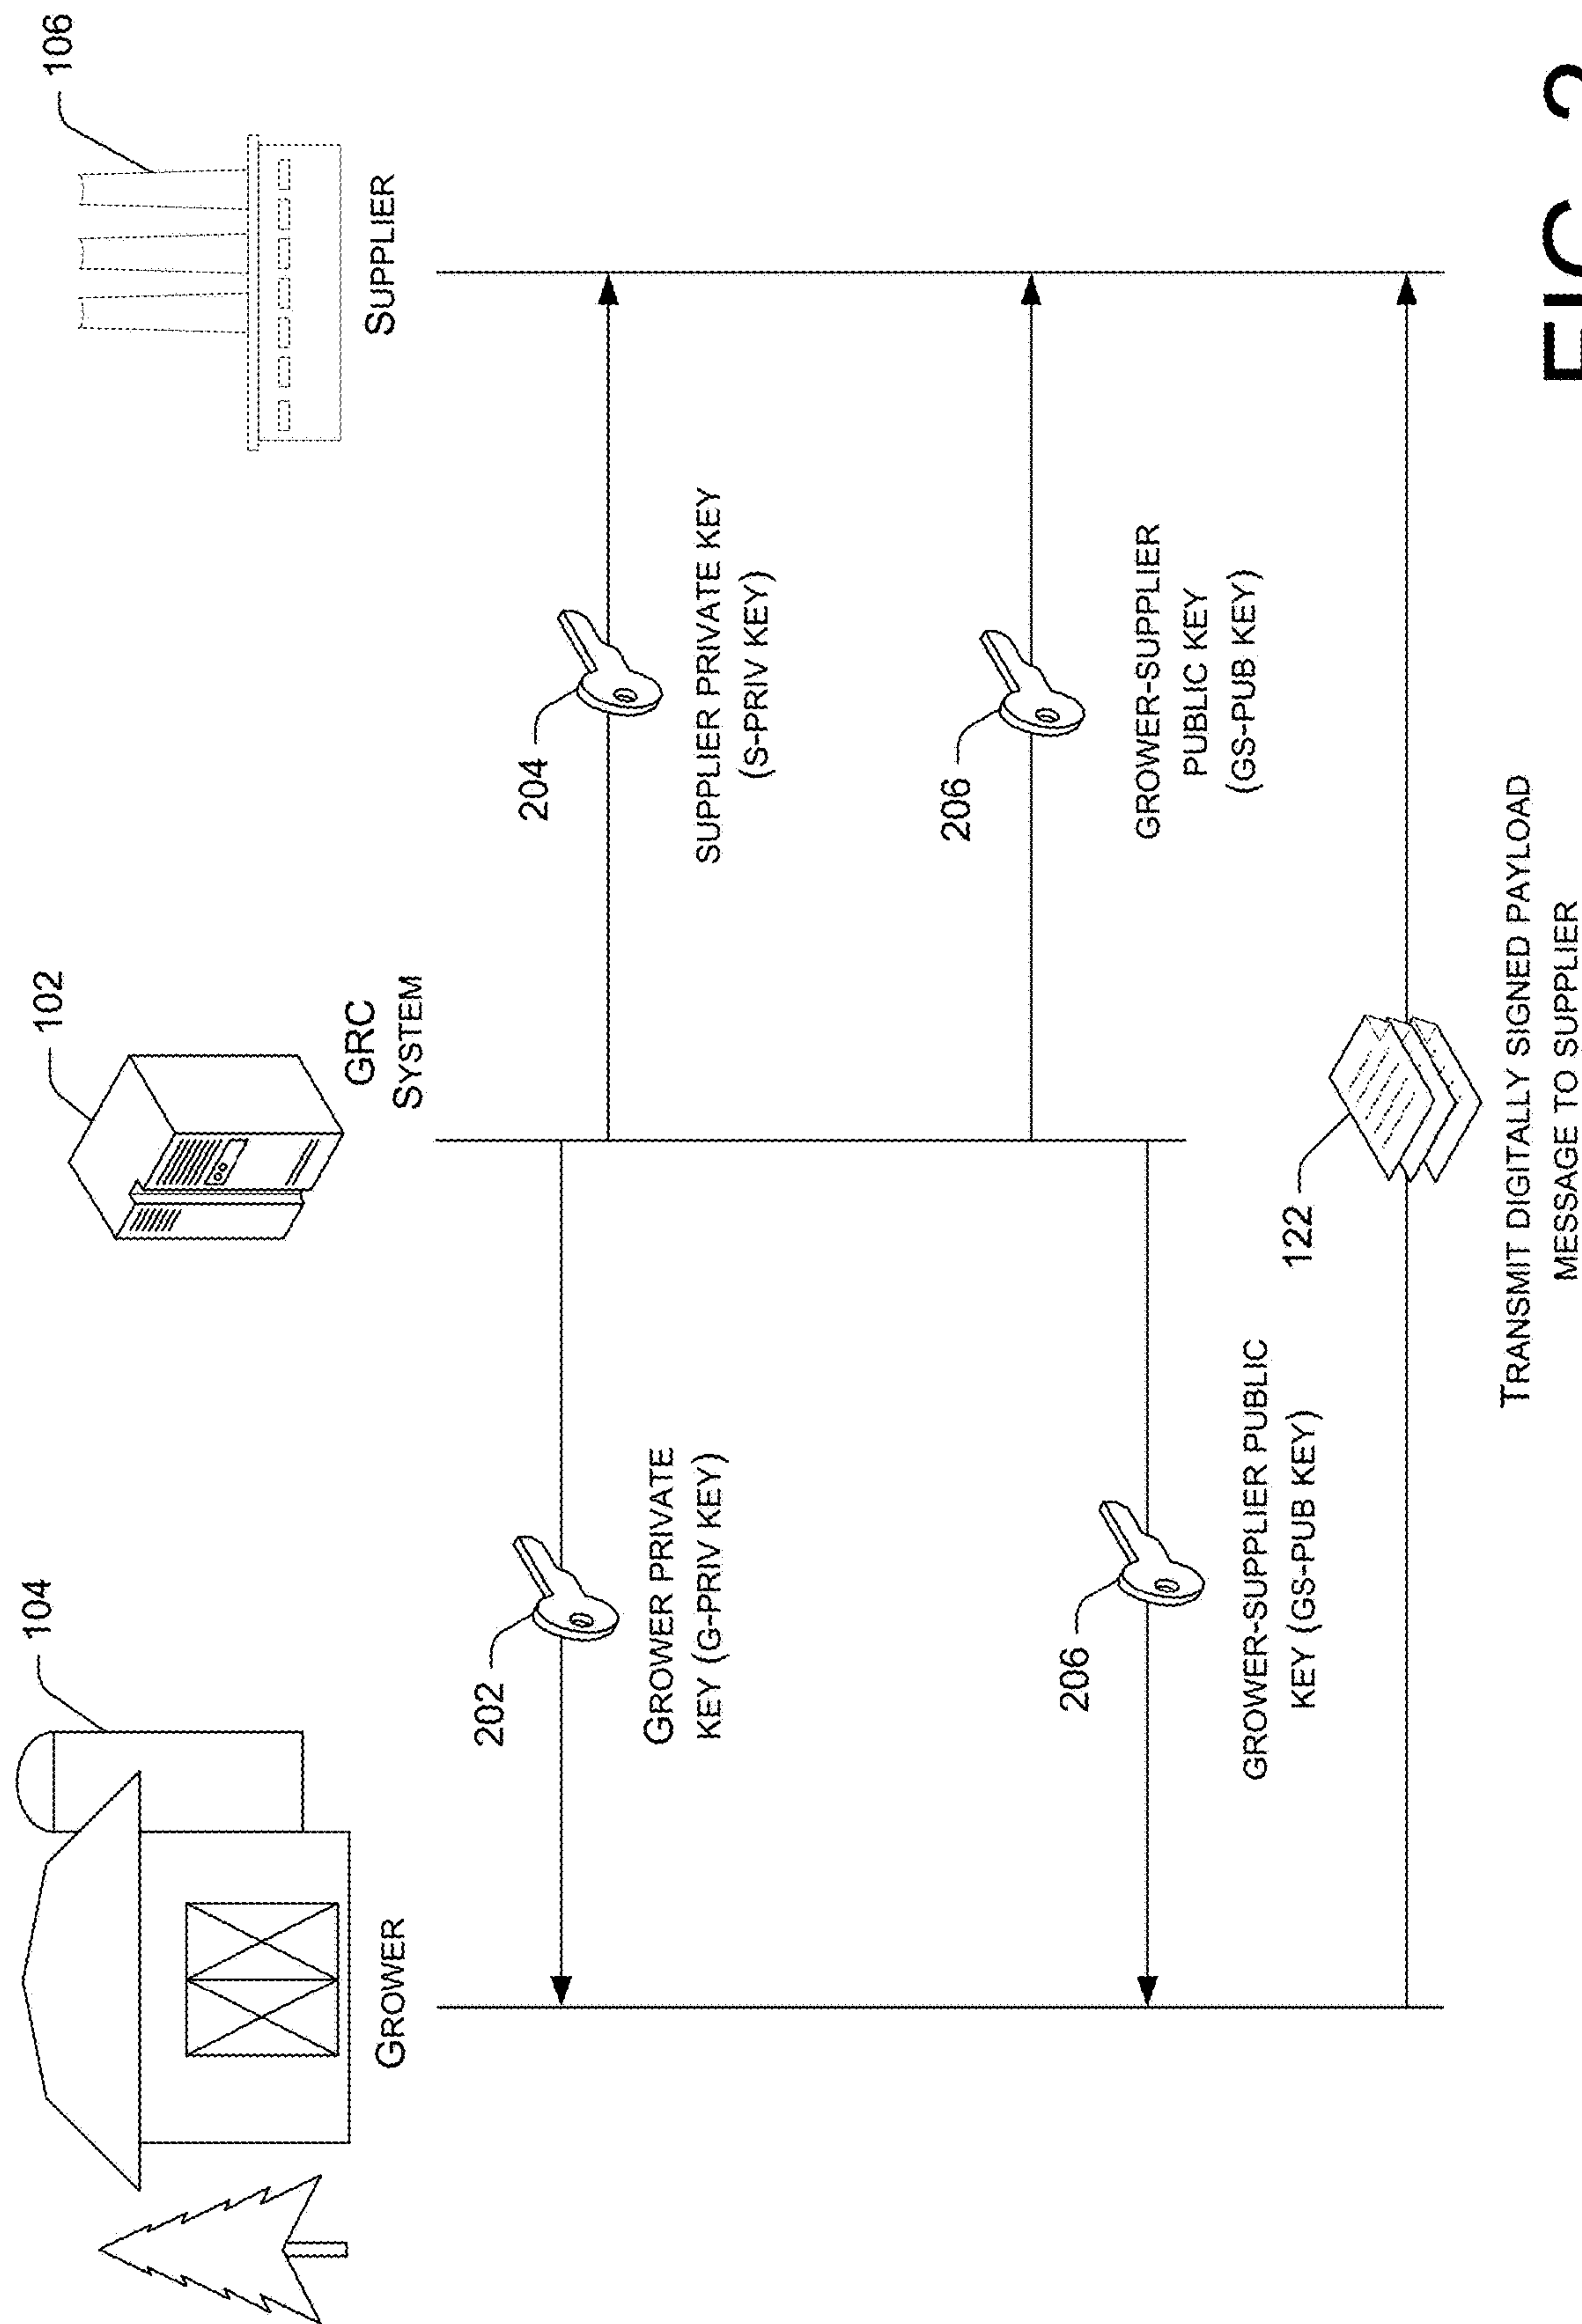 104
102
106
GROWER
GRC
SYSTEM
SUPPLIER
202
GROWER PRIVATE
KEY (G-PRIV KEY)
204
SUPPLIER PRIVATE KEY
(S-PRIV KEY)
206
GROWER-SUPPLIER
PUBLIC KEY
(GS-PUB KEY)
206
GROWER-SUPPLIER PUBLIC
KEY (GS-PUB KEY)
122
TRANSMIT DIGITALLY SIGNED PAYLOAD
MESSAGE TO SUPPLIER